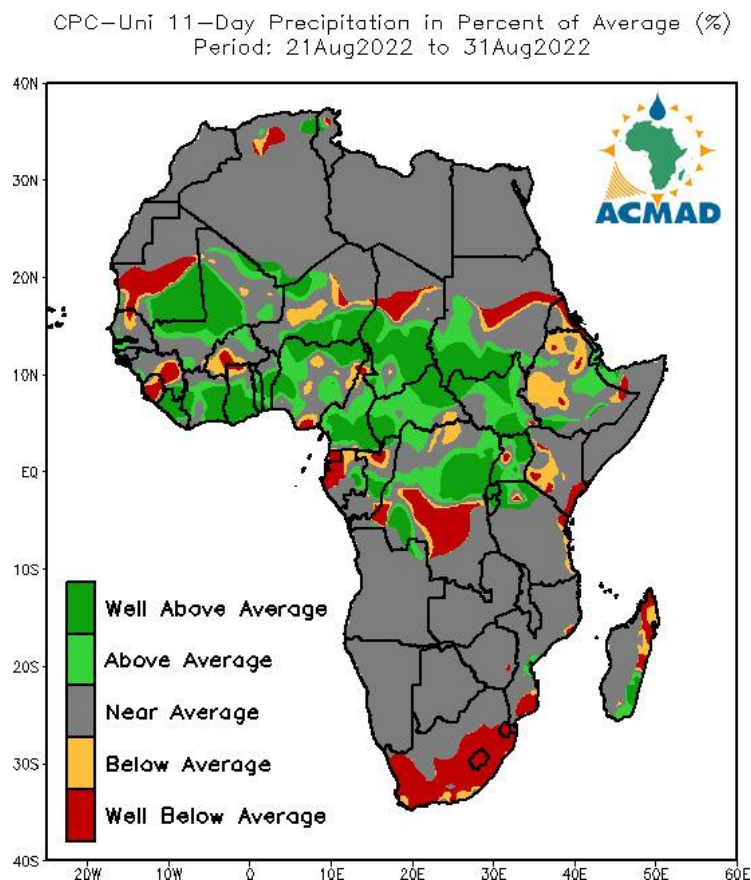 CPC-Uni 11-Day Precipitation in Percent of Average (%)
Period: 21Aug2022 to 31Aug2022
40N
30N
20N
10N
EQ
10S
20S
30S
40S
ACMAD
Well Above Average
Above Average
Near Average
Below Average
Well Below Average
20W 10W 0 10E 20E 30E 40E 50E 60E